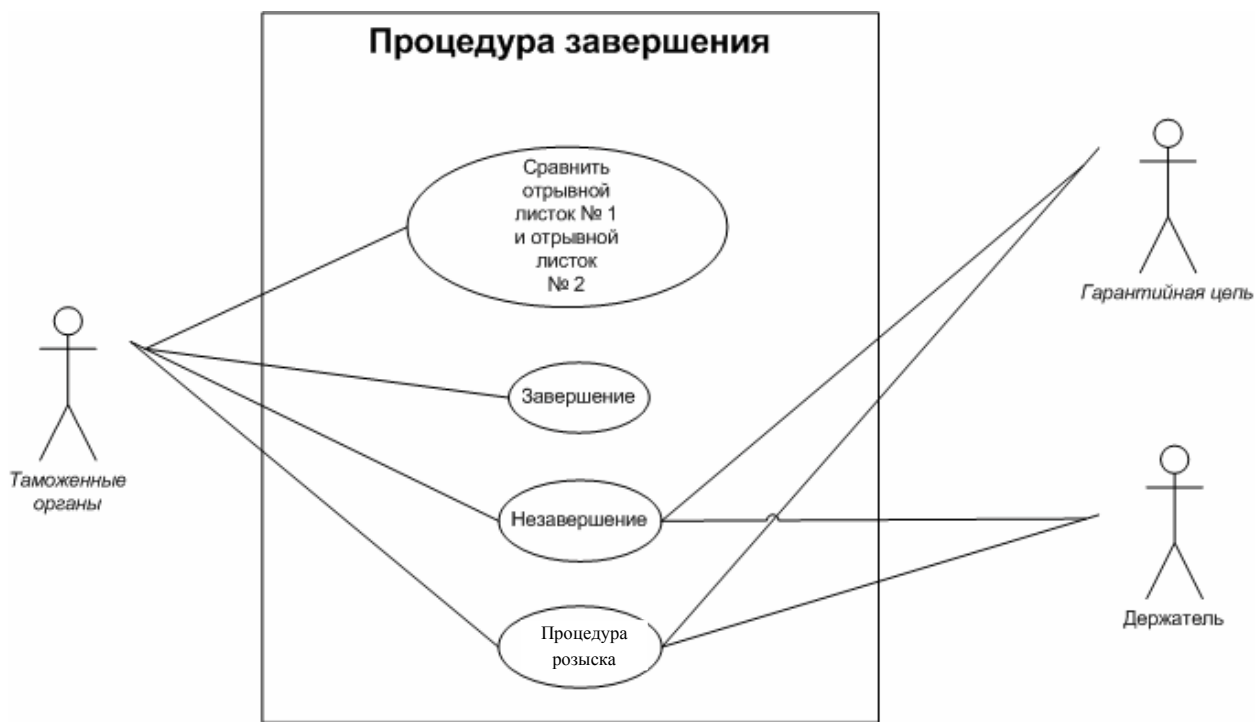 Процедура завершения
Сравнить
отрывной
листок № 1
и отрывной
листок
№ 2
Гарантийная цепь
Завершение
Таможенные
органы
Незавершение
Держатель
Процедура
розыска